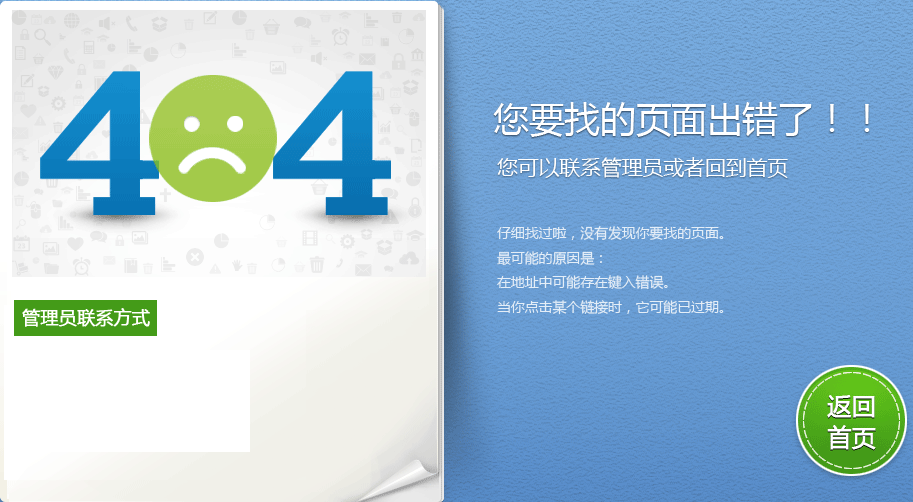 404
管理员联系方式
您要找的页面出错了！！
您可以联系管理员或者回到首页
仔细找过啦，没有发现你要找的页面。
最可能的原因是：
在地址中可能存在键入错误。
当你点击某个链接时，它可能已过期。
返回
首页